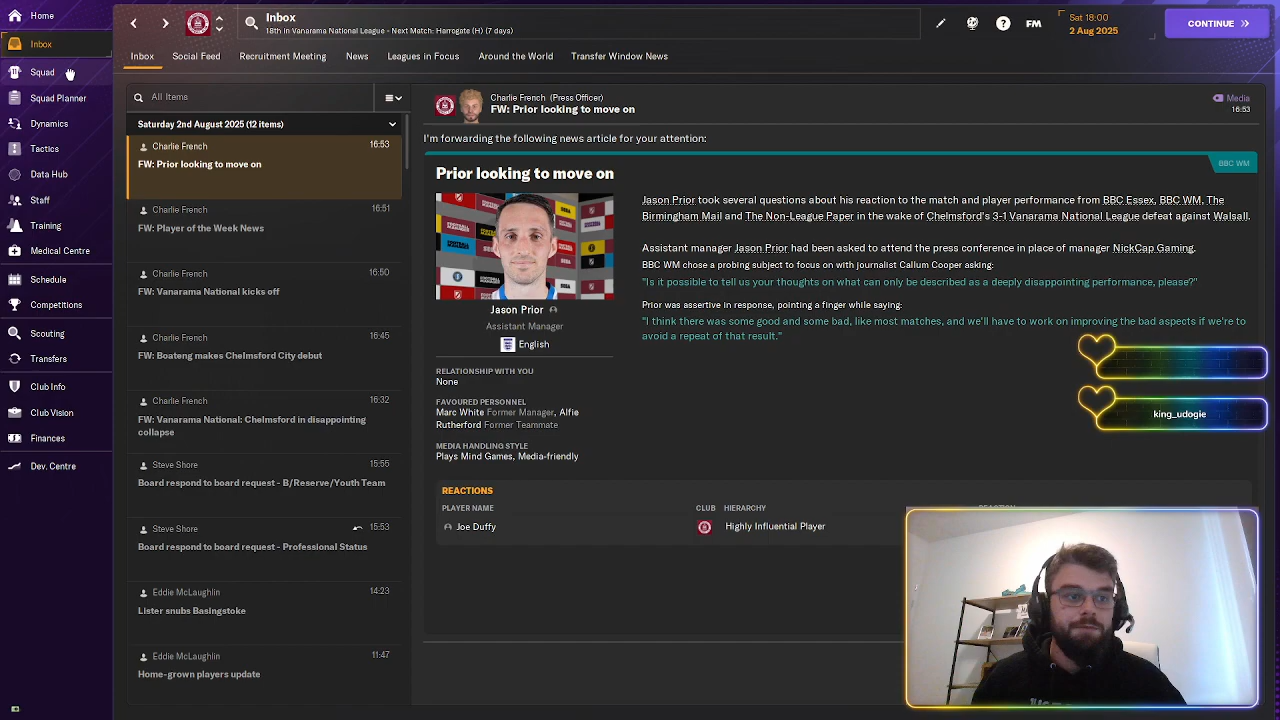 Home
Inbox
Squad
Squad Planner
Dynamics
Tactics
Data Hub
Staff
Training
Medical Centre
Schedule
Competitions
Scouting
Transfers
Club Info
Club Vision
Finances
Dev. Centre
Inbox
18th in Vanarama National League - Next Match: Harrogate (H) (7 days)
?
FM
Sat 18:00
2 Aug 2025
CONTINUE
Inbox
Social Feed
Recruitment Meeting
News
Leagues in Focus
Around the World
Transfer Window News
All Items
Saturday 2nd August 2025 (12 items)
Charlie French 16:53
FW: Prior looking to move on
Charlie French 16:51
FW: Player of the Week News
Charlie French 16:50
FW: Vanarama National kicks off
Charlie French 16:45
FW: Boateng makes Chelmsford City debut
Charlie French 16:32
FW: Vanarama National: Chelmsford in disappointing
collapse
Steve Shore 15:55
Board respond to board request - B/Reserve/Youth Team
Steve Shore 15:53
Board respond to board request - Professional Status
Eddie McLaughlin 14:23
Lister snubs Basingstoke
Eddie McLaughlin 11:47
Home-grown players update
Charlie French (Press Officer)
FW: Prior looking to move on
Media
16:53
I'm forwarding the following news article for your attention:
BBC WM
Prior looking to move on
Jason Prior
Assistant Manager
English
RELATIONSHIP WITH YOU
None
FAVOURED PERSONNEL
Marc White Former Manager, Alfie
Rutherford Former Teammate
MEDIA HANDLING STYLE
Plays Mind Games, Media-friendly
Jason Prior took several questions about his reaction to the match and player performance from BBC Essex, BBC WM, The
Birmingham Mail and The Non-League Paper in the wake of Chelmsford's 3-1 Vanarama National League defeat against Walsall.
Assistant manager Jason Prior had been asked to attend the press conference in place of manager NickCap Gaming.
BBC WM chose a probing subject to focus on with journalist Callum Cooper asking:
"Is it possible to tell us your thoughts on what can only be described as a deeply disappointing performance, please?"
Prior was assertive in response, pointing a finger while saying:
"I think there was some good and some bad, like most matches, and we'll have to work on improving the bad aspects if we're to
avoid a repeat of that result."
king_udogie
REACTIONS
PLAYER NAME
CLUB
HIERARCHY
Joe Duffy
Highly Influential Player